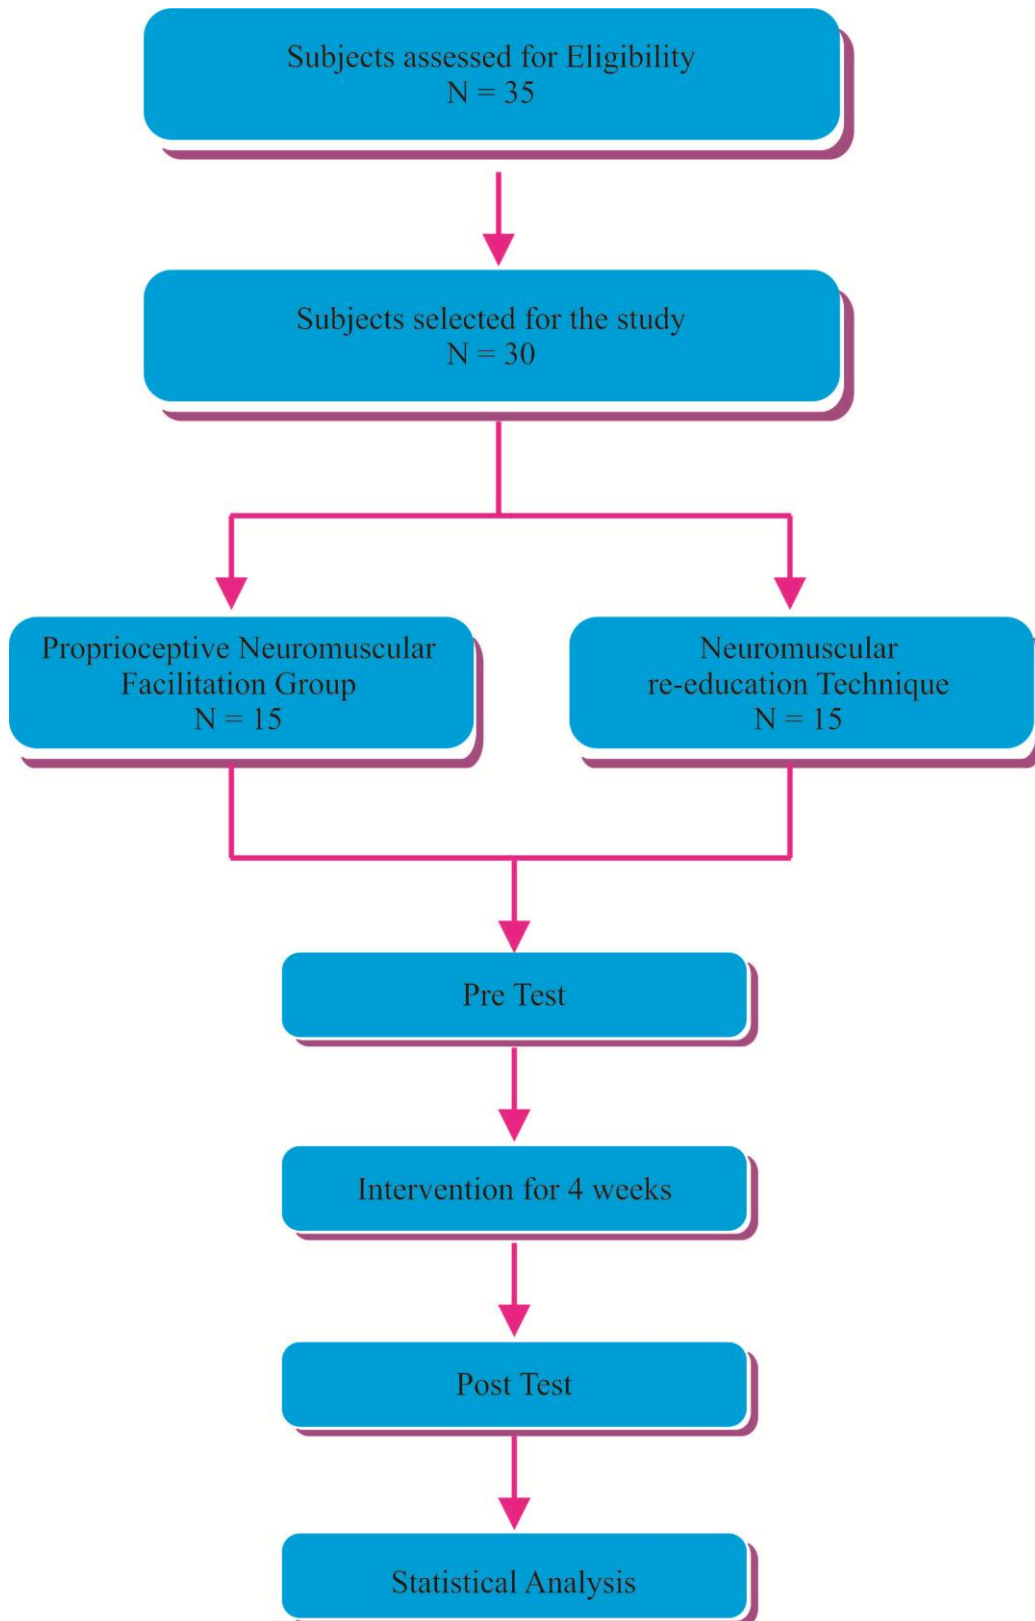 Subjects assessed for Eligibility
N = 35
Subjects selected for the study
N = 30
Proprioceptive Neuromuscular
Facilitation Group
N = 15
Neuromuscular
re-education Technique
N = 15
Pre Test
Intervention for 4 weeks
Post Test
Statistical Analysis